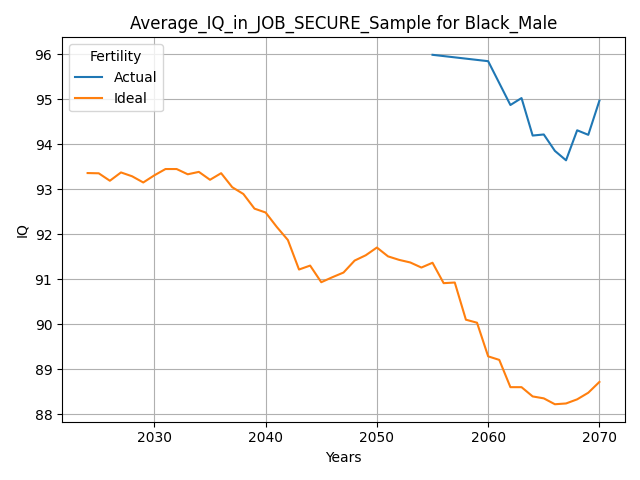 Average_IQ_in_JOB_SECURE_Sample for Black_Male
Fertility
Actual
Ideal
96
95
94
93
92
91
90
89
88
IQ
2030 2040 2050 2060 2070
Years